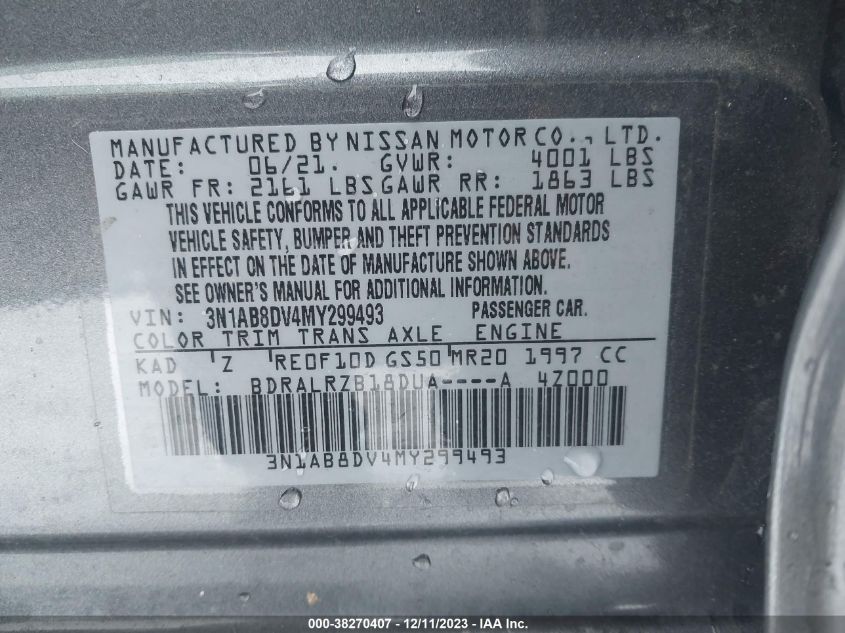 MANUFACTURED BY NISSAN MOTOR CO., LTD.
DATE: 06/21. GVWR: 4001 LBS
GAWR FR: 2161 LBS GAWR RR: 1863 LBS
THIS VEHICLE CONFORMS TO ALL APPLICABLE FEDERAL MOTOR
VEHICLE SAFETY, BUMPER AND THEFT PREVENTION STANDARDS
IN EFFECT ON THE DATE OF MANUFACTURE SHOWN ABOVE.
SEE OWNER'S MANUAL FOR ADDITIONAL INFORMATION.
VIN: 3N1AB8DV4MY299493 PASSENGER CAR.
COLOR TRIM TRANS AXLE ENGINE
KAD Z RE0F10D GS50 MR20 1997 CC
MODEL: BDRALRZB18DUA----A 4Z000
3N1AB8DV4MY299493
000-38270407 - 12/11/2023 - IAA Inc.